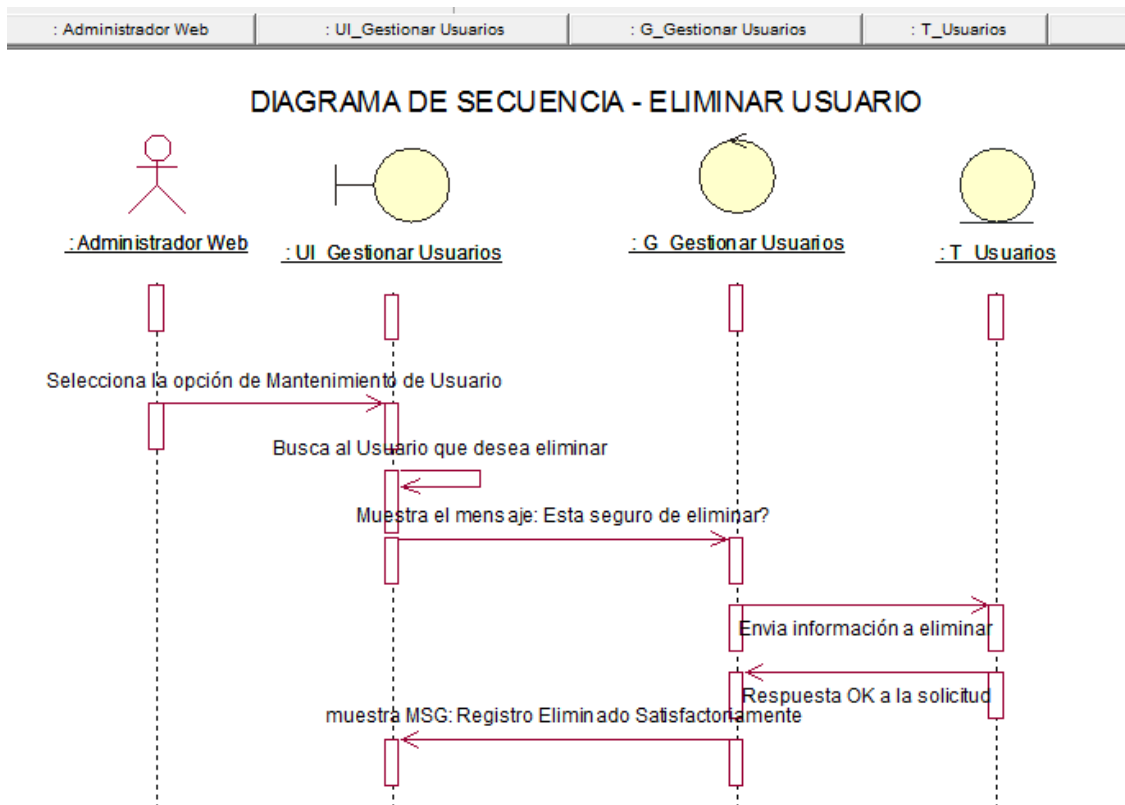 : Administrador Web
: UI_Gestionar Usuarios
: G_Gestionar Usuarios
: T_Usuarios
DIAGRAMA DE SECUENCIA - ELIMINAR USUARIO
: Administrador Web
: UI_Gestionar Usuarios
: G_Gestionar Usuarios
: T_Usuarios
Selecciona la opción de Mantenimiento de Usuario
Busca al Usuario que desea eliminar
Muestra el mensaje: Esta seguro de eliminar?
Envia información a eliminar
Respuesta OK a la solicitud
muestra MSG: Registro Eliminado Satisfactoriamente